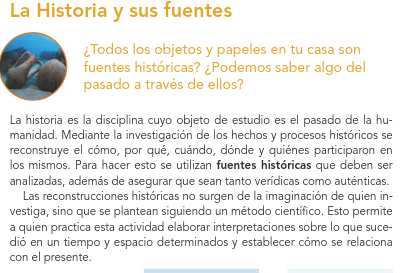 La Historia y sus fuentes
¿Todos los objetos y papeles en tu casa son
fuentes históricas? ¿Podemos saber algo del
pasado a través de ellos?
La historia es la disciplina cuyo objeto de estudio es el pasado de la hu-
manidad. Mediante la investigación de los hechos y procesos históricos se
reconstruye el cómo, por qué, cuándo, dónde y quiénes participaron en
los mismos. Para hacer esto se utilizan fuentes históricas que deben ser
analizadas, además de asegurar que sean tanto verídicas como auténticas.
Las reconstrucciones históricas no surgen de la imaginación de quien in-
vestiga, sino que se plantean siguiendo un método científico. Esto permite
a quien practica esta actividad elaborar interpretaciones sobre lo que suce-
dió en un tiempo y espacio determinados y establecer cómo se relaciona
con el presente.